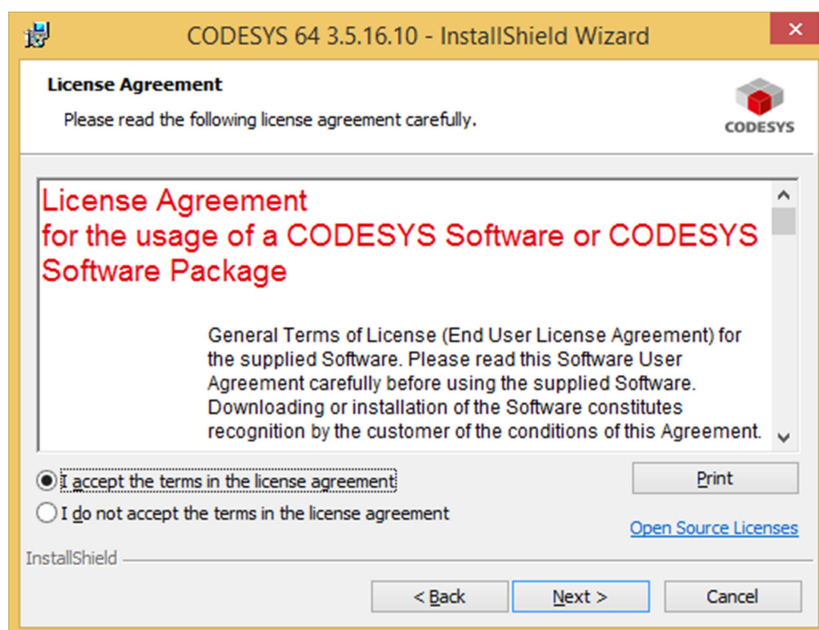 CODESYS 64 3.5.16.10 - InstallShield Wizard
License Agreement
Please read the following license agreement carefully.
CODESYS
License Agreement
for the usage of a CODESYS Software or CODESYS
Software Package
General Terms of License (End User License Agreement) for
the supplied Software. Please read this Software User
Agreement carefully before using the supplied Software.
Downloading or installation of the Software constitutes
recognition by the customer of the conditions of this Agreement.
I accept the terms in the license agreement
Print
I do not accept the terms in the license agreement
Open Source Licenses
InstallShield
< Back
Next >
Cancel